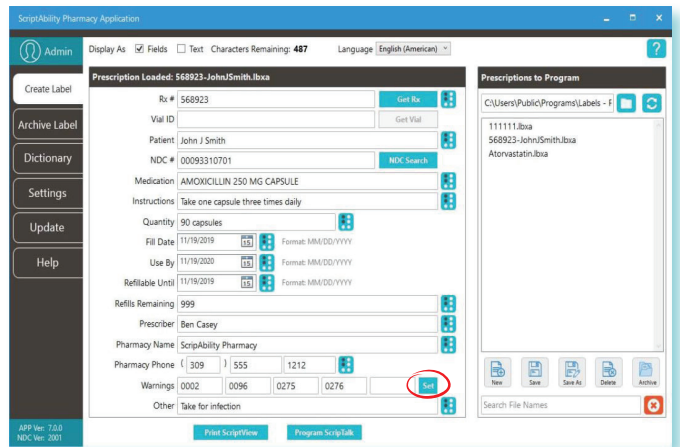 ScriptAbility Pharmacy Application
Admin
Display As Fields Text Characters Remaining: 487 Language English (American)
?
Create Label
Archive Label
Dictionary
Settings
Update
Help
APP Ver: 7.0.0
NDC Ver: 2001
Prescription Loaded: 568923-JohnJSmith.lbxa
Rx # 568923 Get Rx
Vial ID Get Vial
Patient John J Smith
NDC # 00093310701 NDC Search
Medication AMOXICILLIN 250 MG CAPSULE
Instructions Take one capsule three times daily
Quantity 90 capsules
Fill Date 11/19/2019 15 Format: MM/DD/YYYY
Use By 11/19/2020 15 Format: MM/DD/YYYY
Refillable Until 11/19/2019 15 Format: MM/DD/YYYY
Refills Remaining 999
Prescriber Ben Casey
Pharmacy Name ScripAbility Pharmacy
Pharmacy Phone ( 309 ) 555 1212
Warnings 0002 0096 0275 0276 Set
Other Take for infection
Print ScriptView Program ScripTalk
Prescriptions to Program
C:\Users\Public\Programs\Labels - F
111111.lbxa
568923-JohnJSmith.lbxa
Atorvastatin.lbxa
New Save Save As Delete Archive
Search File Names